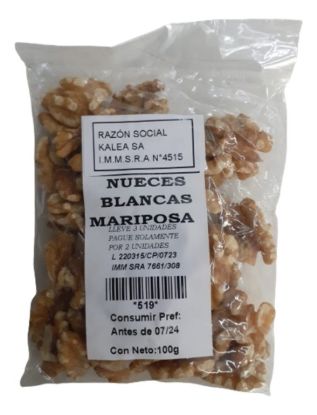 RAZÓN SOCIAL
KALEA SA
I.M.M.S.R.A N°4515
NUECES
BLANCAS
MARIPOSA
LLEVE 3 UNIDADES
PAGUE SOLAMENTE
POR 2 UNIDADES
L 220315/CP/0723
IMM SRA 7661/308
*519*
Consumir Pref:
Antes de 07/24
Con Neto:100g